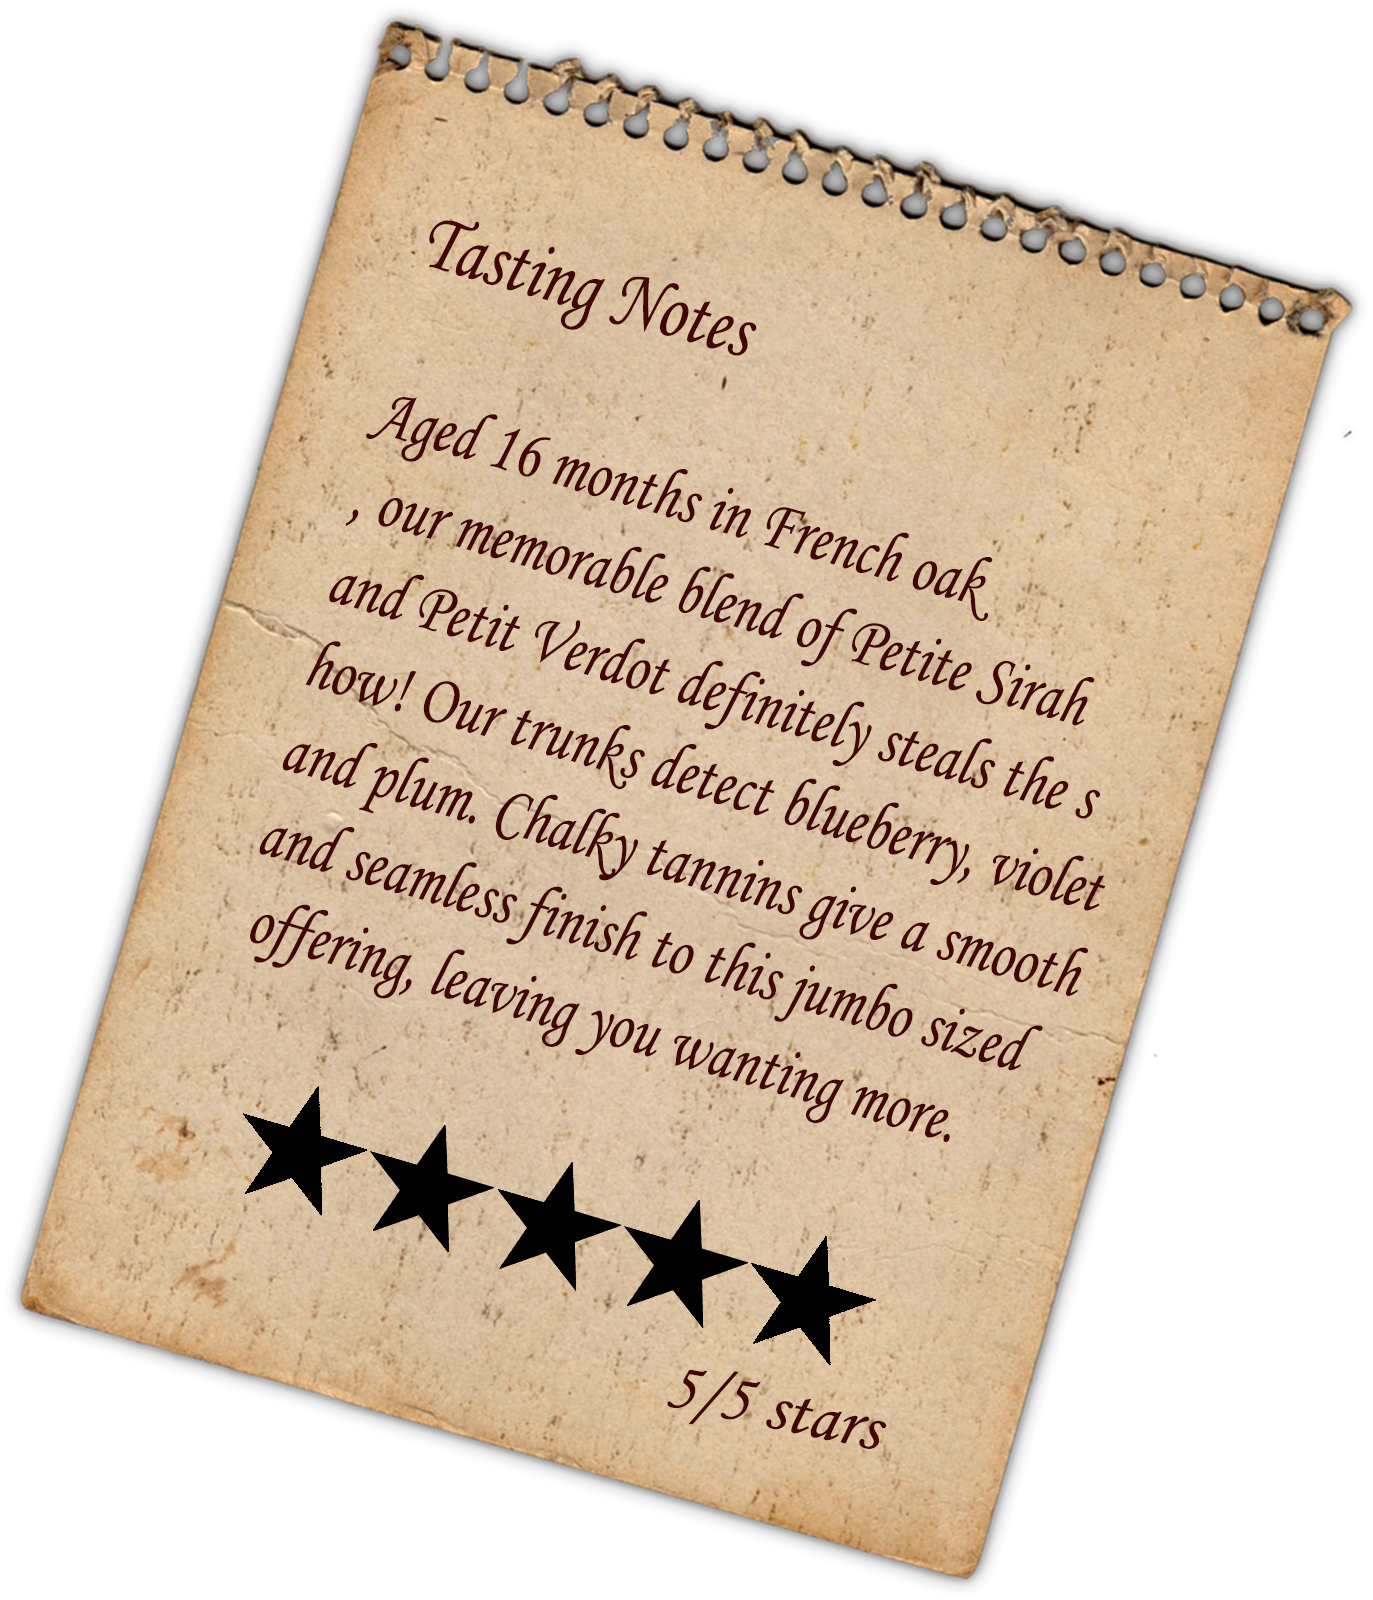 Tasting Notes
Aged 16 months in French oak
, our memorable blend of Petite Sirah
and Petit Verdot definitely steals the s
how! Our trunks detect blueberry, violet
and plum. Chalky tannins give a smooth
and seamless finish to this jumbo sized
offering, leaving you wanting more.
5/5 stars